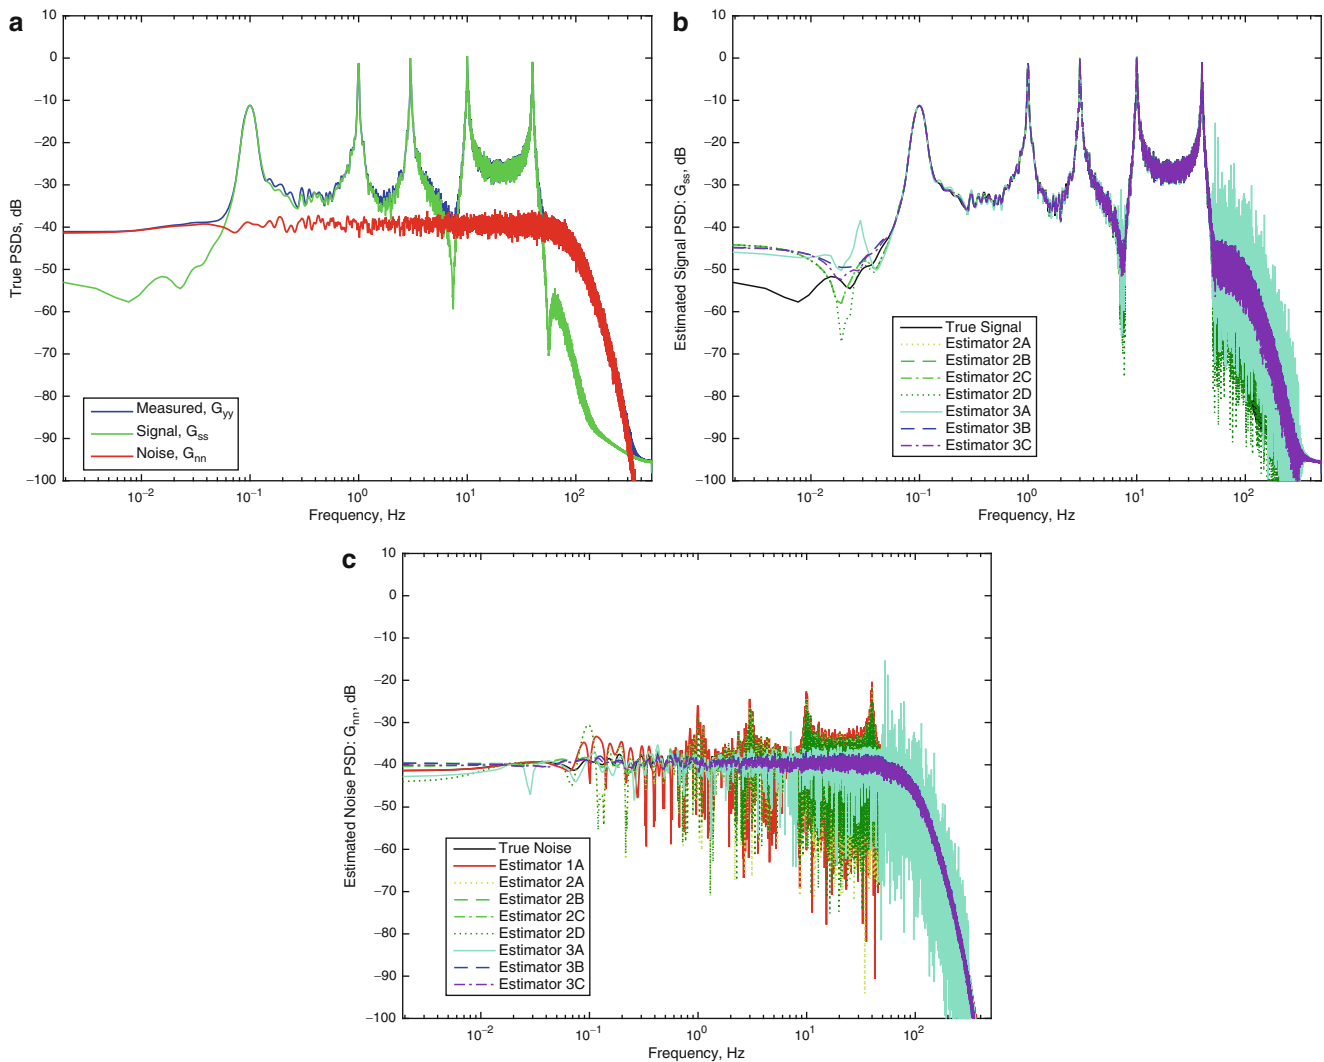 a
10
0
−10
−20
−30
−40
−50
−60
−70
−80
−90
−100
True PSDs, dB
Measured, Gyy
Signal, Gss
Noise, Gnn
10−2 10−1 100 101 102
Frequency, Hz
b
10
0
−10
−20
−30
−40
−50
−60
−70
−80
−90
−100
Estimated Signal PSD: Gss, dB
True Signal
Estimator 2A
Estimator 2B
Estimator 2C
Estimator 2D
Estimator 3A
Estimator 3B
Estimator 3C
10−2 10−1 100 101 102
Frequency, Hz
c
10
0
−10
−20
−30
−40
−50
−60
−70
−80
−90
−100
Estimated Noise PSD: Gnn, dB
True Noise
Estimator 1A
Estimator 2A
Estimator 2B
Estimator 2C
Estimator 2D
Estimator 3A
Estimator 3B
Estimator 3C
10−2 10−1 100 101 102
Frequency, Hz